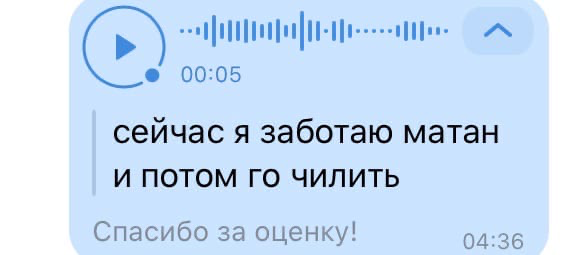 00:05
сейчас я заботаю матан
и потом го чилить
Спасибо за оценку!
04:36